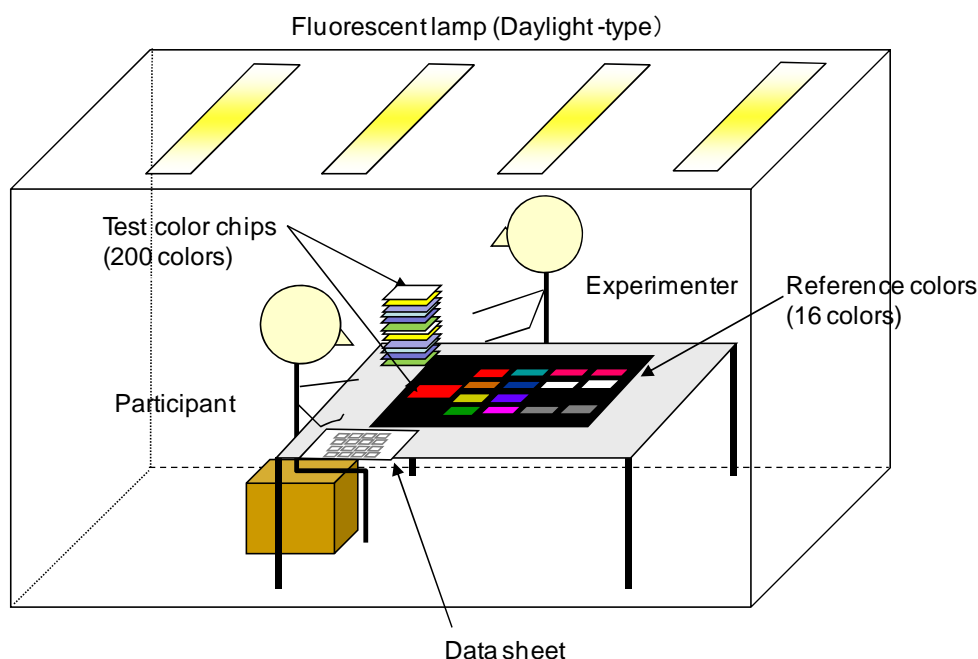 Fluorescent lamp (Daylight-type）
Test color chips
(200 colors)
Experimenter
Reference colors
(16 colors)
Participant
Data sheet